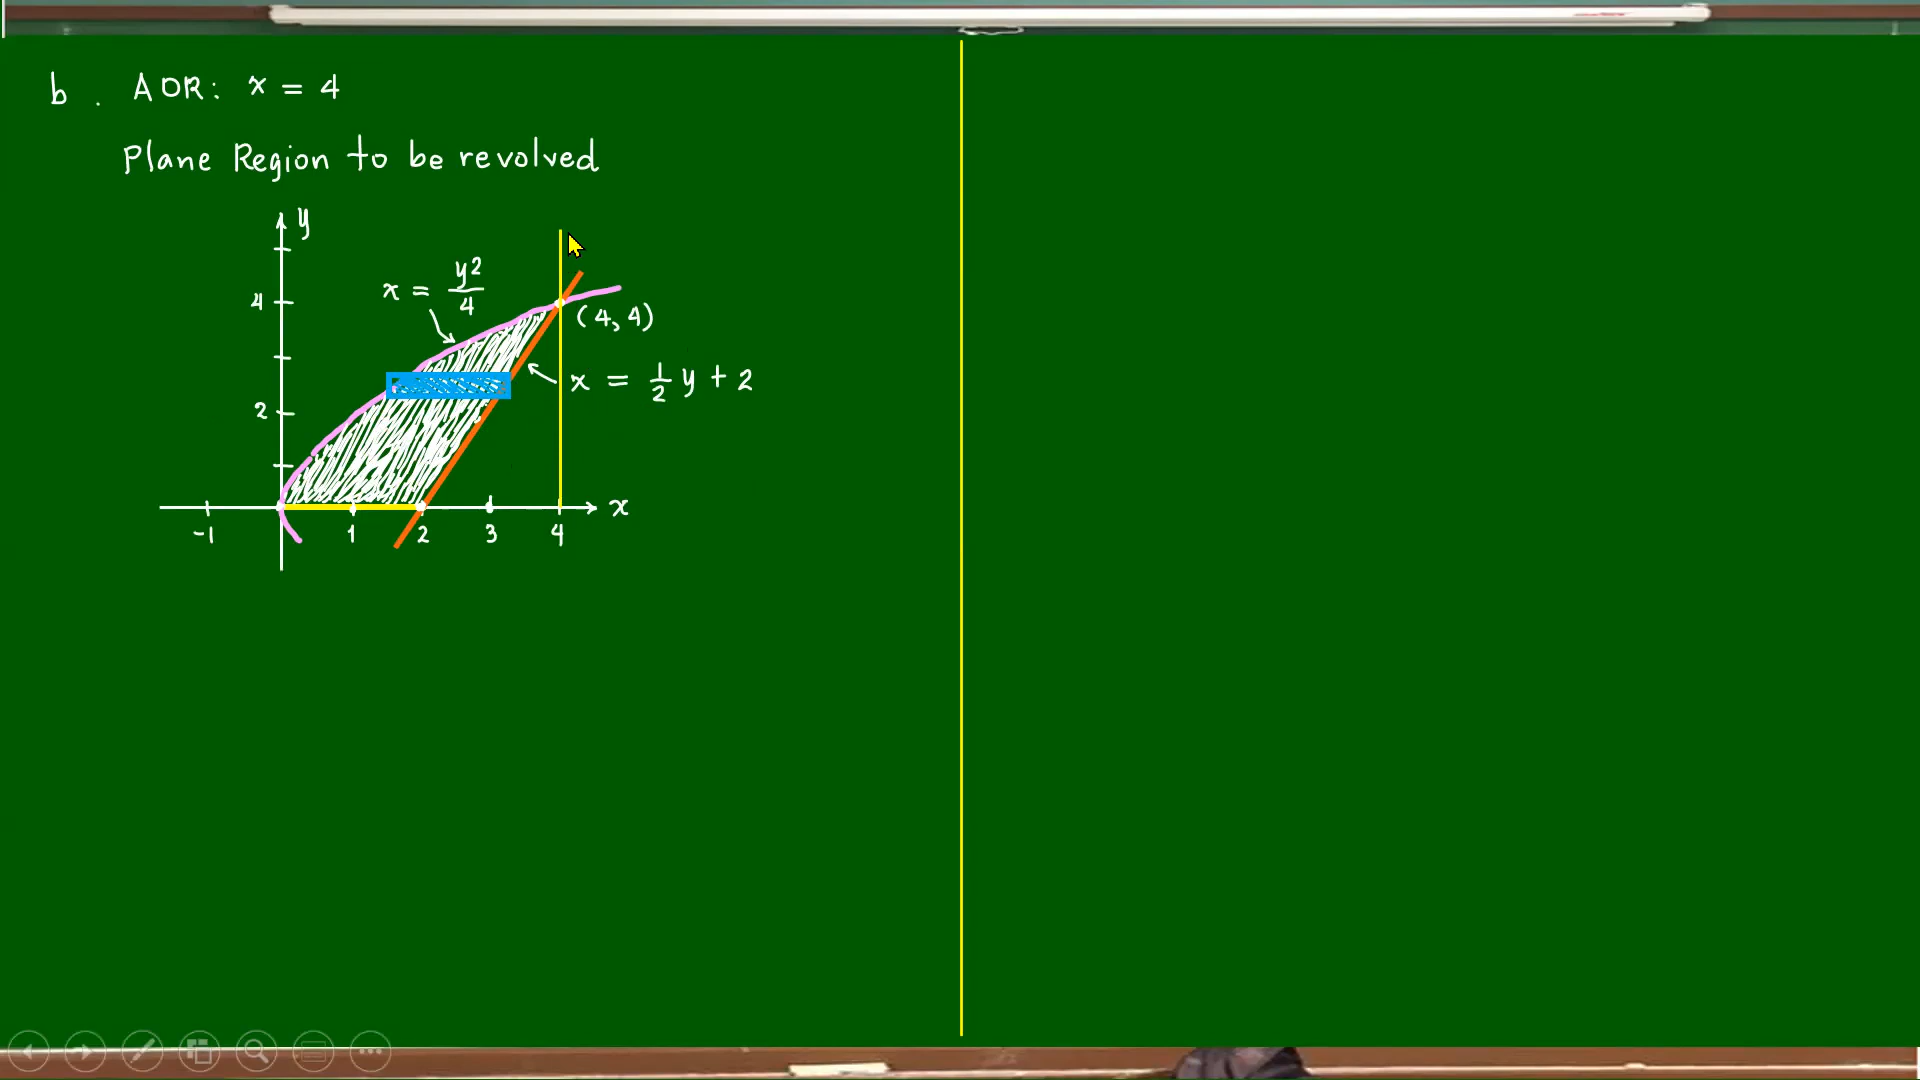 b. AOR: x = 4
Plane Region to be revolved
y
x = y2/4
4
(4,4)
x = 1/2 y + 2
2
x
-1 1 2 3 4